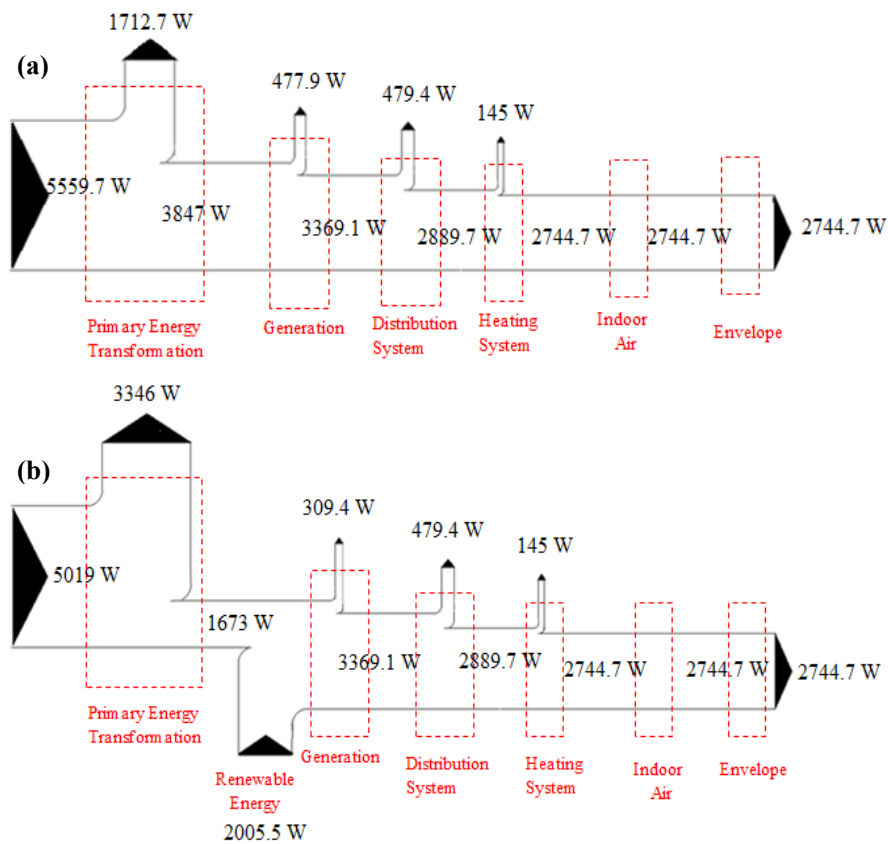 1712.7 W
(a)
477.9 W
479.4 W
145 W
5559.7 W
3847 W
3369.1 W
2889.7 W
2744.7 W
2744.7 W
2744.7 W
Primary Energy
Transformation
Generation
Distribution
System
Heating
System
Indoor
Air
Envelope
3346 W
(b)
309.4 W
479.4 W
145 W
5019 W
1673 W
3369.1 W
2889.7 W
2744.7 W
2744.7 W
2744.7 W
Primary Energy
Transformation
Renewable
Energy
2005.5 W
Generation
Distribution
System
Heating
System
Indoor
Air
Envelope